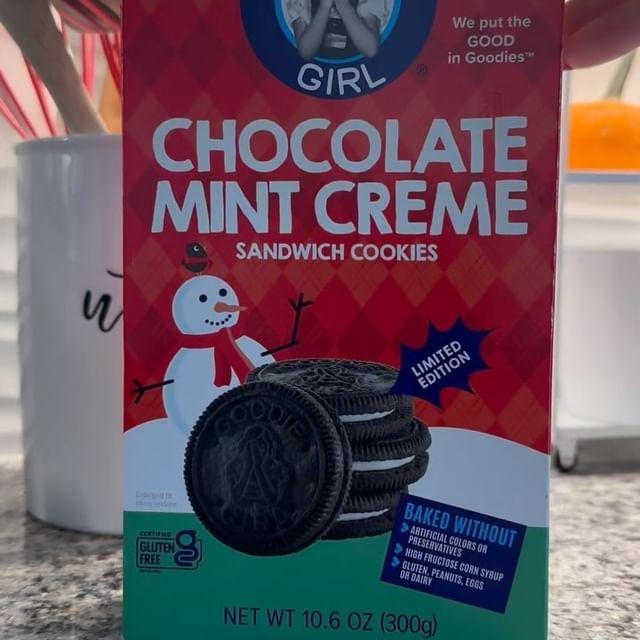 We put the
GOOD
in Goodies™
GIRL®
CHOCOLATE
MINT CREME
SANDWICH COOKIES
LIMITED
EDITION
GOODIE
Enlarged to
show texture
BAKED WITHOUT
ARTIFICIAL COLORS OR
PRESERVATIVES
HIGH FRUCTOSE CORN SYRUP
GLUTEN, PEANUTS, EGGS
OR DAIRY
CERTIFIED
GLUTEN
FREE
NET WT 10.6 OZ (300g)